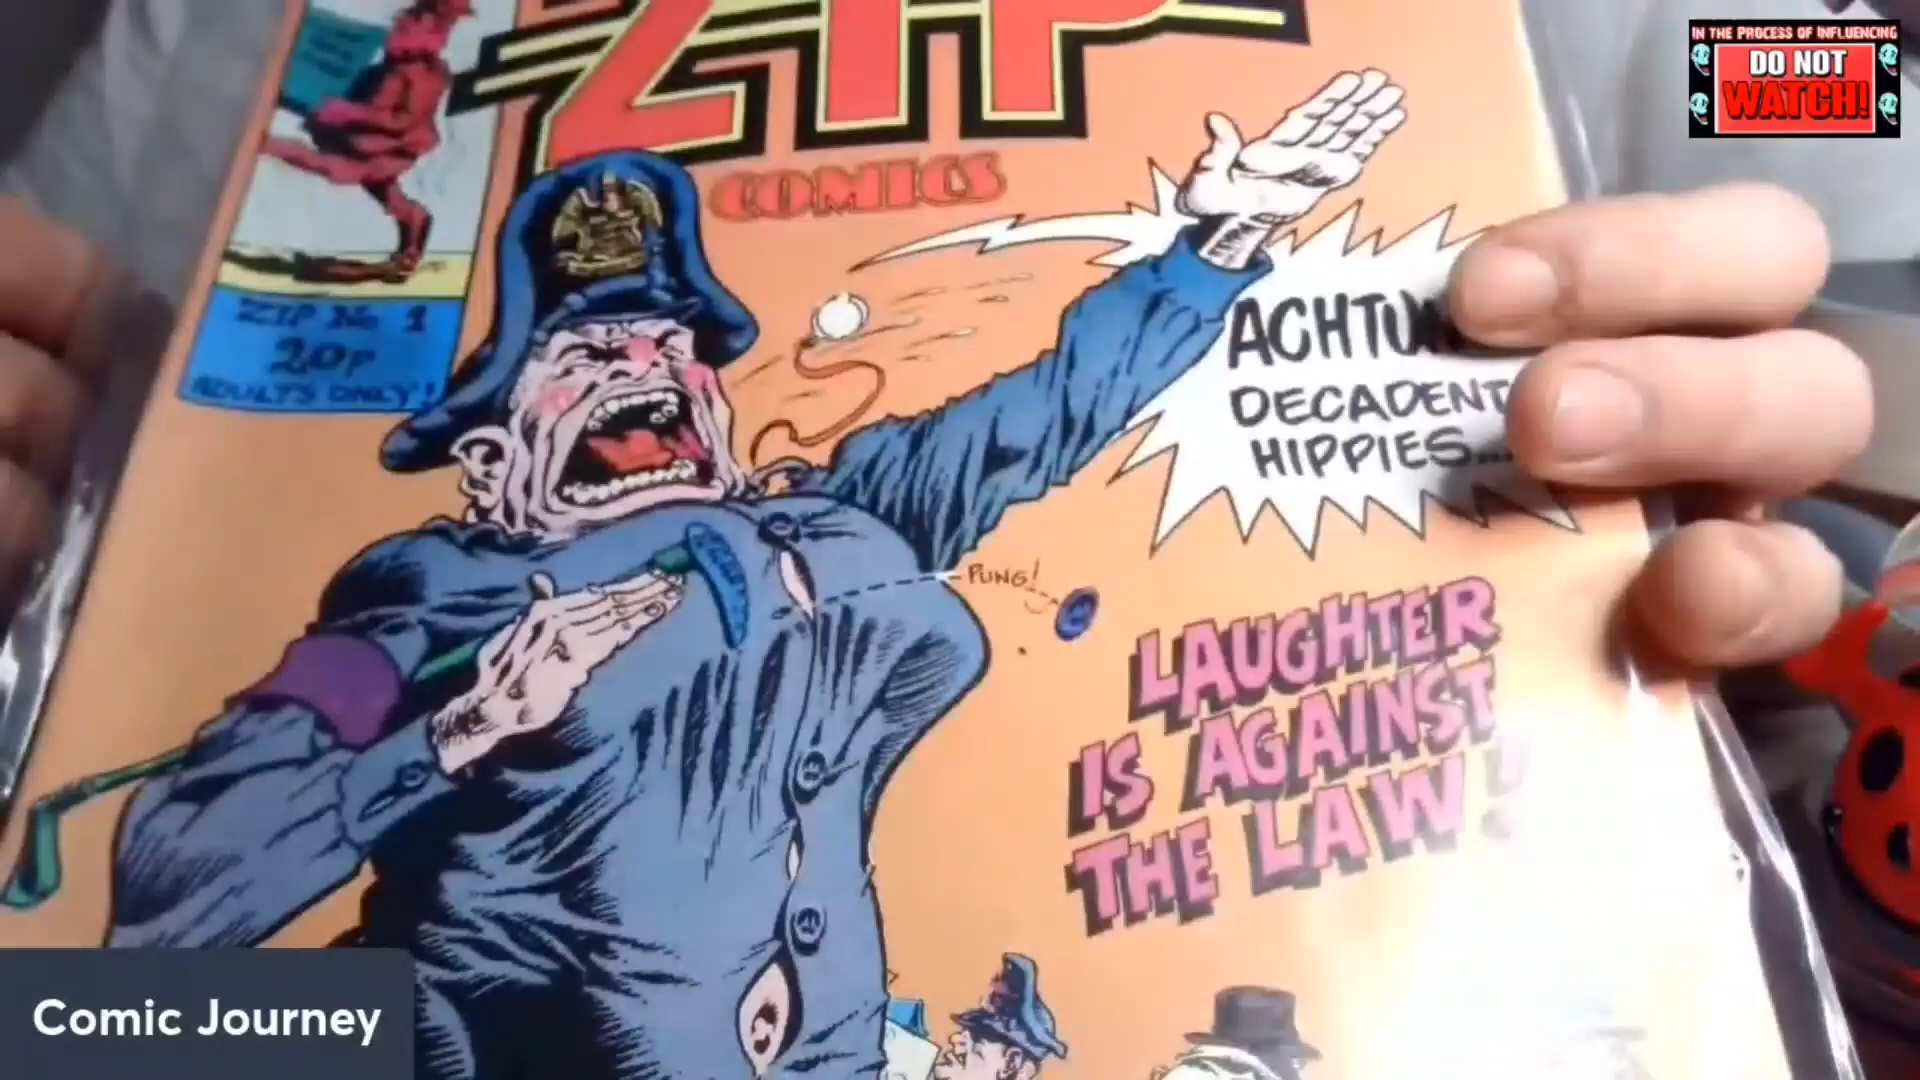 IN THE PROCESS OF INFLUENCING
DO NOT
WATCH!
ZIP
COMICS
ZIP No 1
20p
ADULTS ONLY!
DECADENT
HIPPIES...
PUNG!
LAUGHTER
IS AGAINST
THE LAW!
Comic Journey